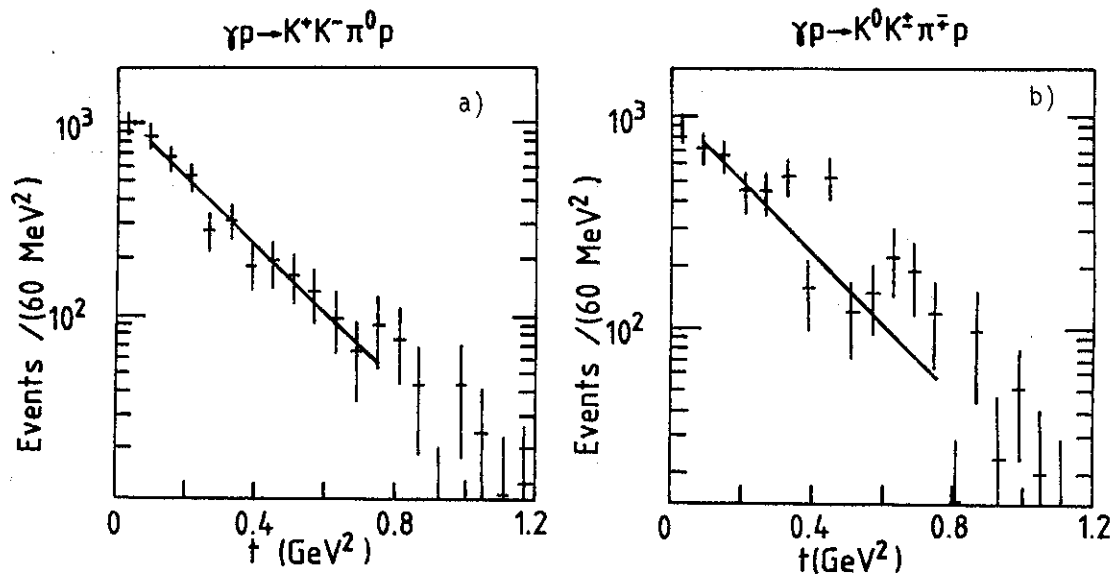 γp→K⁺K⁻π⁰p
a)
10³
10²
Events /(60 MeV²)
0 0.4 0.8 1.2
t (GeV²)
γp→K⁰K±π∓p
b)
10³
10²
Events /(60 MeV²)
0 0.4 0.8 1.2
t(GeV²)